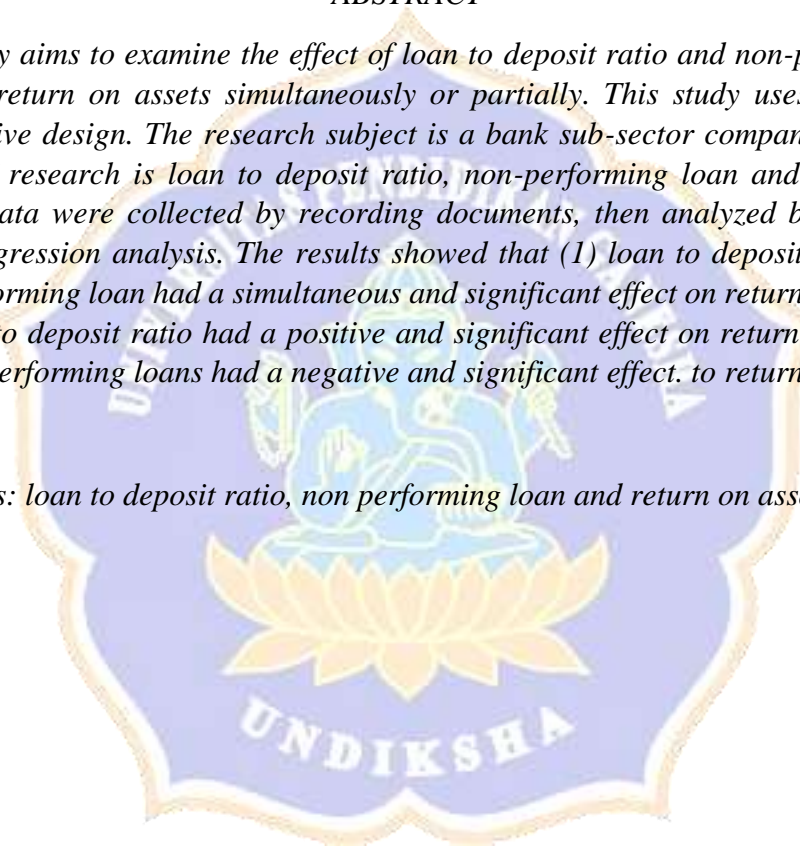 ABSTRACT
y aims to examine the effect of loan to deposit ratio and non-p
return on assets simultaneously or partially. This study uses
ive design. The research subject is a bank sub-sector compan
research is loan to deposit ratio, non-performing loan and
ata were collected by recording documents, then analyzed b
gression analysis. The results showed that (1) loan to deposit
orming loan had a simultaneous and significant effect on return
to deposit ratio had a positive and significant effect on return
performing loans had a negative and significant effect. to return
s: loan to deposit ratio, non performing loan and return on ass
UNIVERSITAS PENDIDIKAN GANESHA
UNDIKSHA